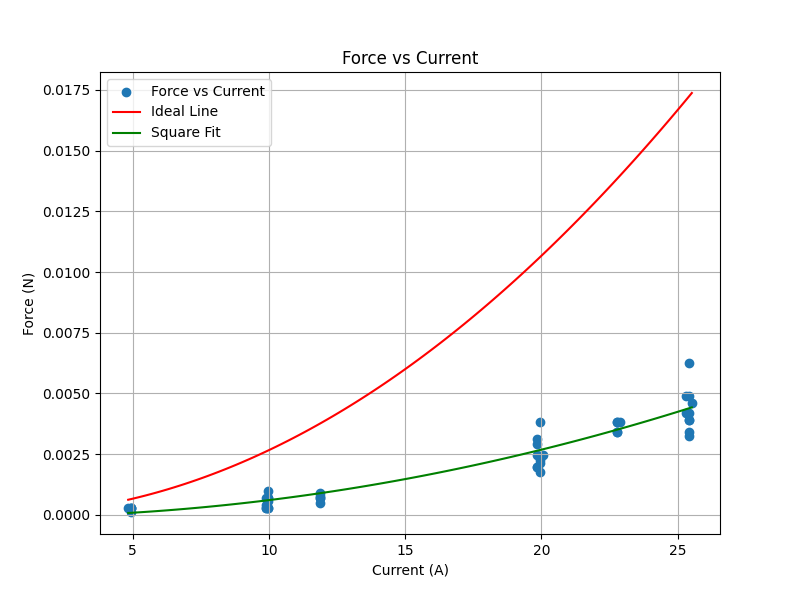 Force vs Current
Force vs Current
Ideal Line
Square Fit
0.0175
0.0150
0.0125
0.0100
0.0075
0.0050
0.0025
0.0000
Force (N)
5 10 15 20 25
Current (A)